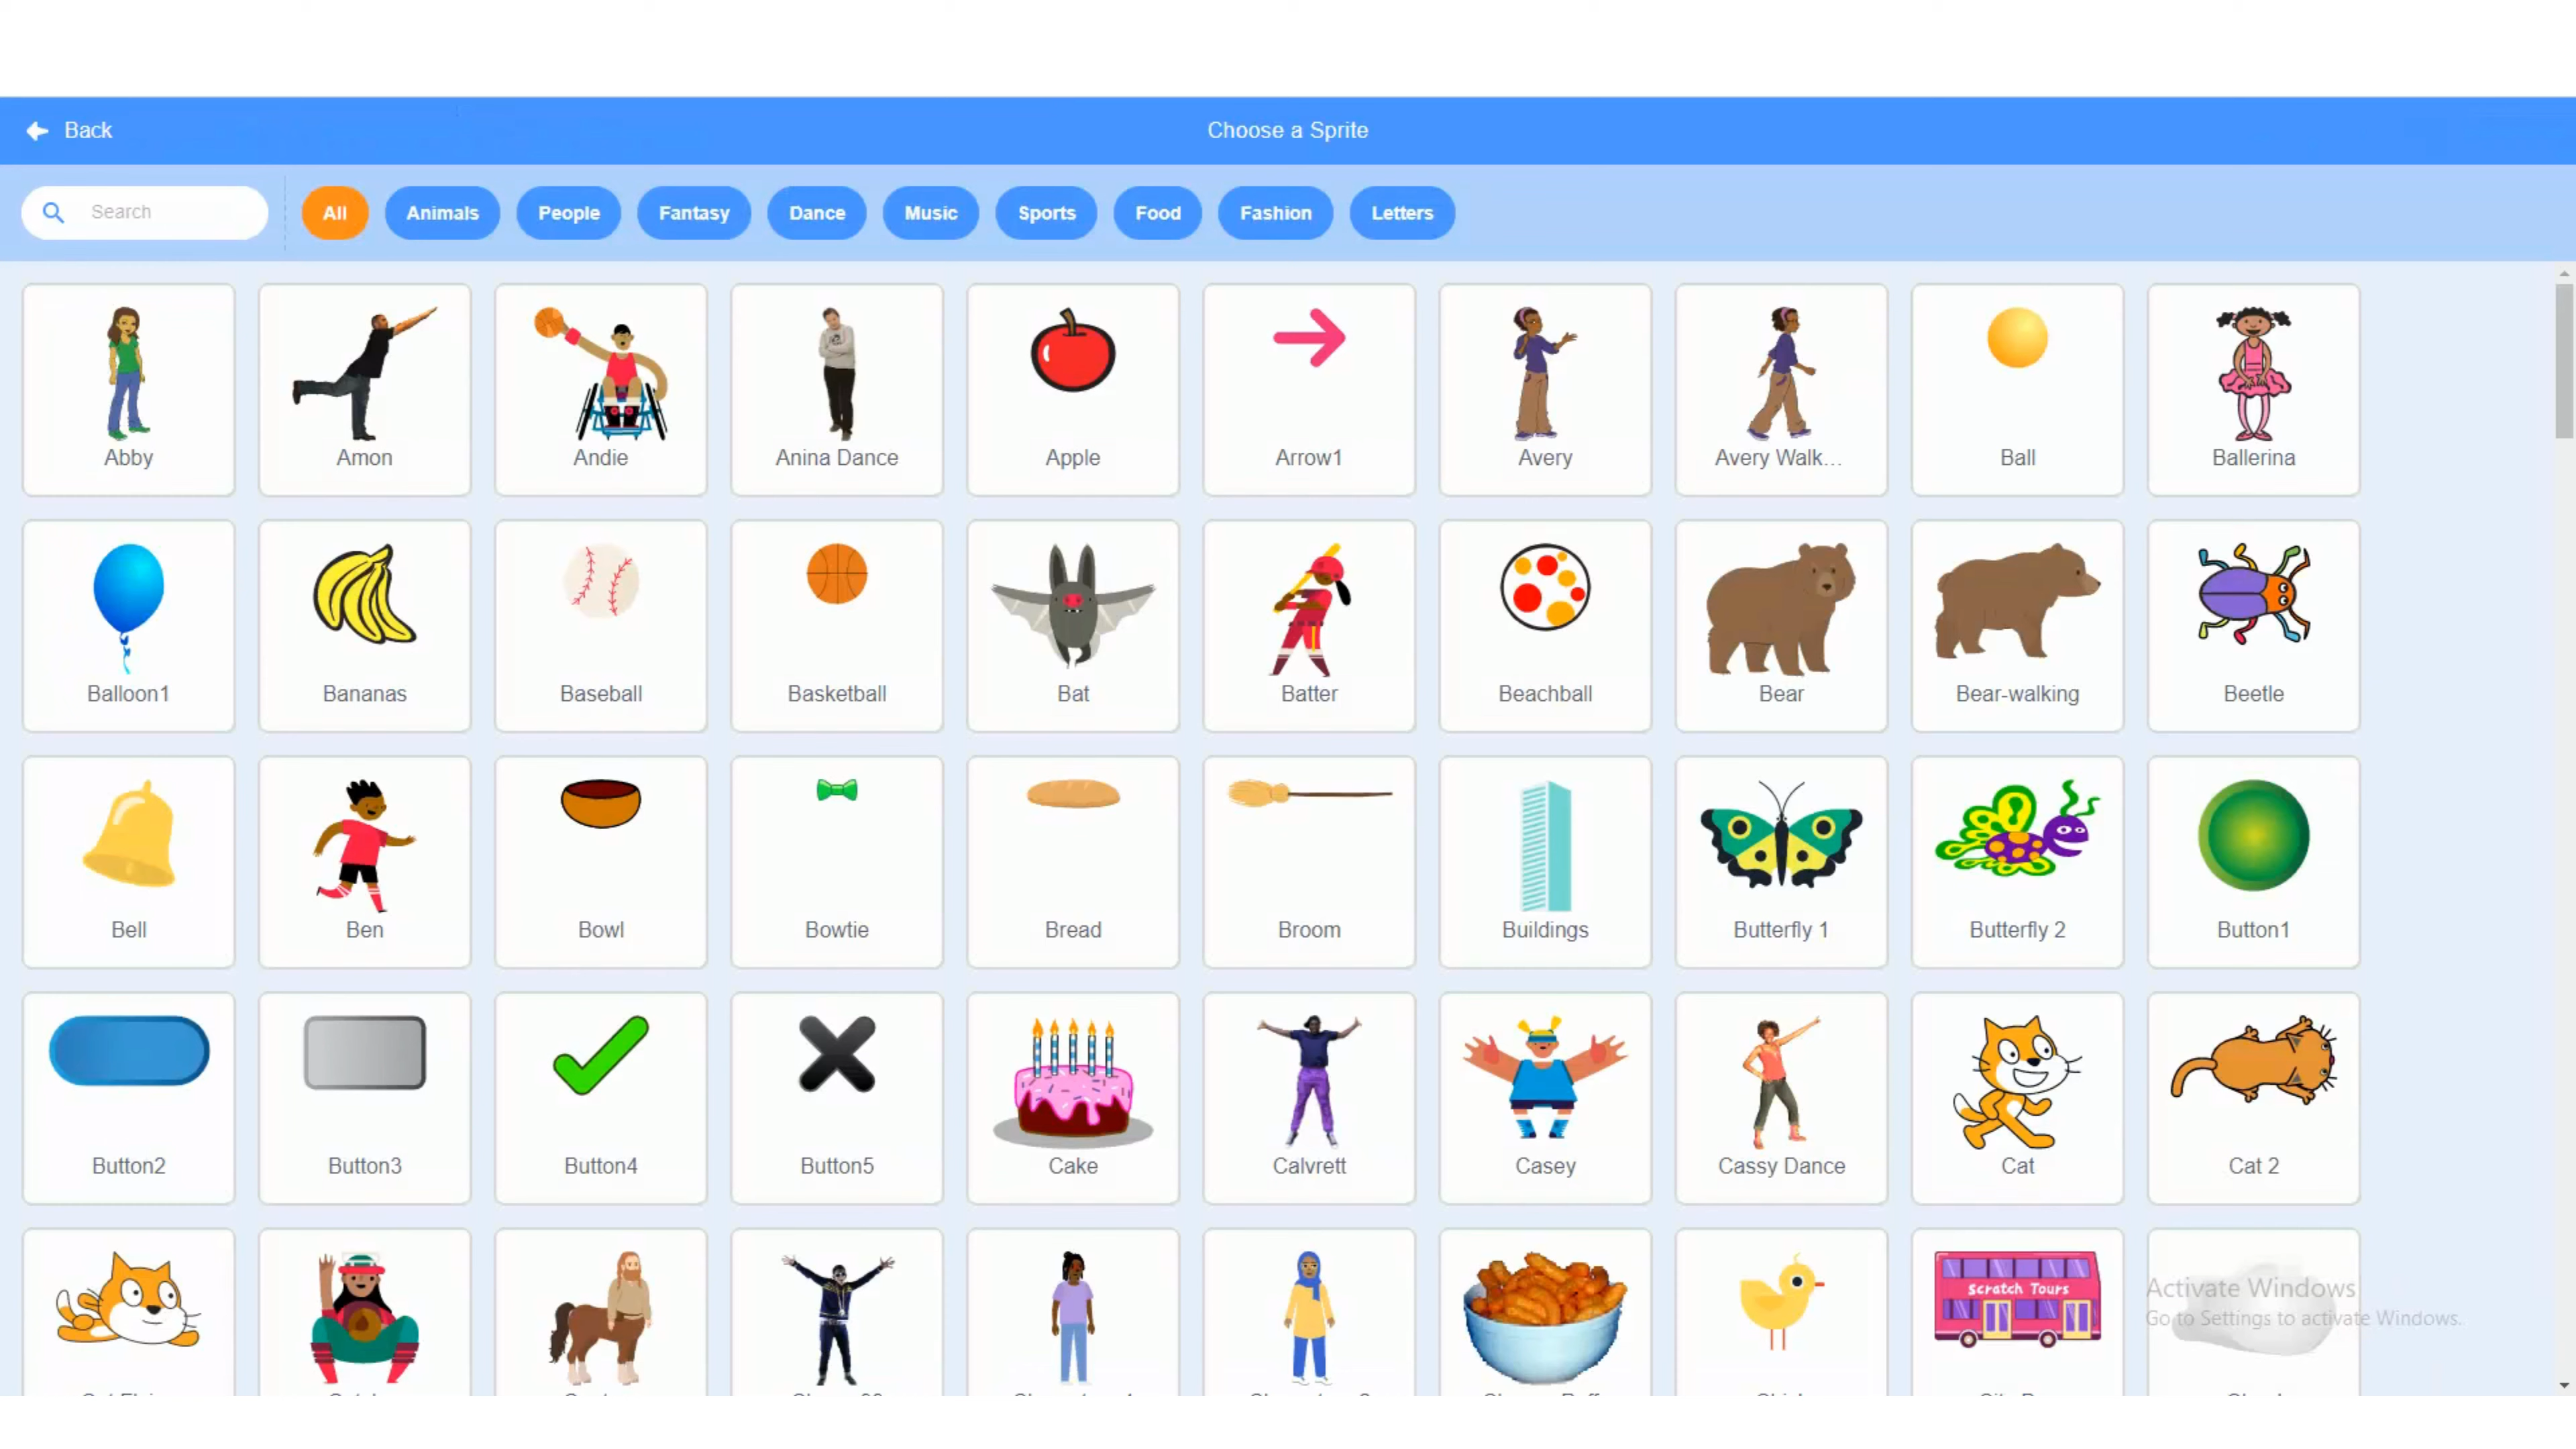 Back
Choose a Sprite
Search
All
Animals
People
Fantasy
Dance
Music
Sports
Food
Fashion
Letters
Abby
Amon
Andie
Anina Dance
Apple
Arrow1
Avery
Avery Walk...
Ball
Ballerina
Balloon1
Bananas
Baseball
Basketball
Bat
Batter
Beachball
Bear
Bear-walking
Beetle
Bell
Ben
Bowl
Bowtie
Bread
Broom
Buildings
Butterfly 1
Butterfly 2
Button1
Button2
Button3
Button4
Button5
Cake
Calvrett
Casey
Cassy Dance
Cat
Cat 2
Scratch Tours
Activate Windows
Go to Settings to activate Windows.